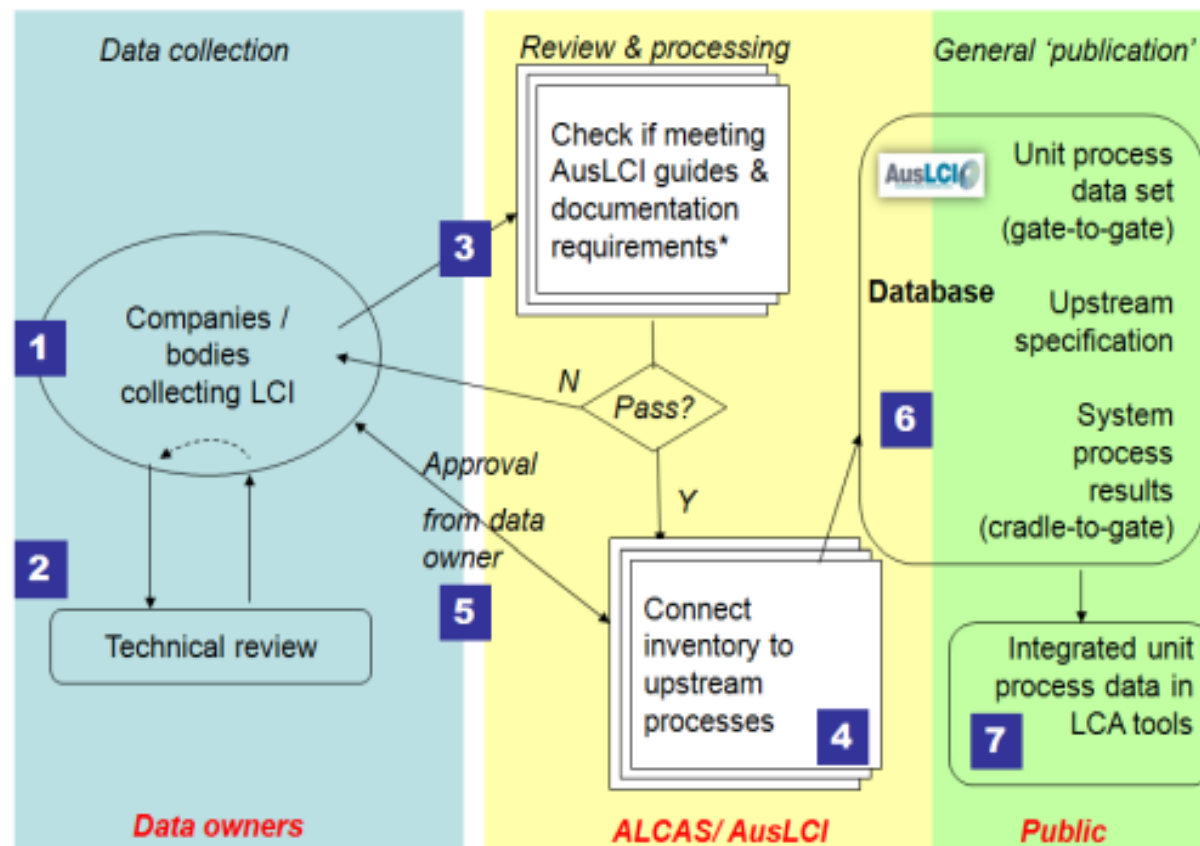 Data collection
Review & processing
General ‘publication’
Check if meeting
AusLCI guides &
documentation
requirements*
AusLCI
Unit process
data set
(gate-to-gate)
3
Database
Upstream
specification
1
Companies /
bodies
collecting LCI
N
Pass?
6
System
process
results
(cradle-to-gate)
Approval
from data
owner
Y
2
5
Technical review
Connect
inventory to
upstream
processes
4
Integrated unit
process data in
LCA tools
7
Data owners
ALCAS/ AusLCI
Public